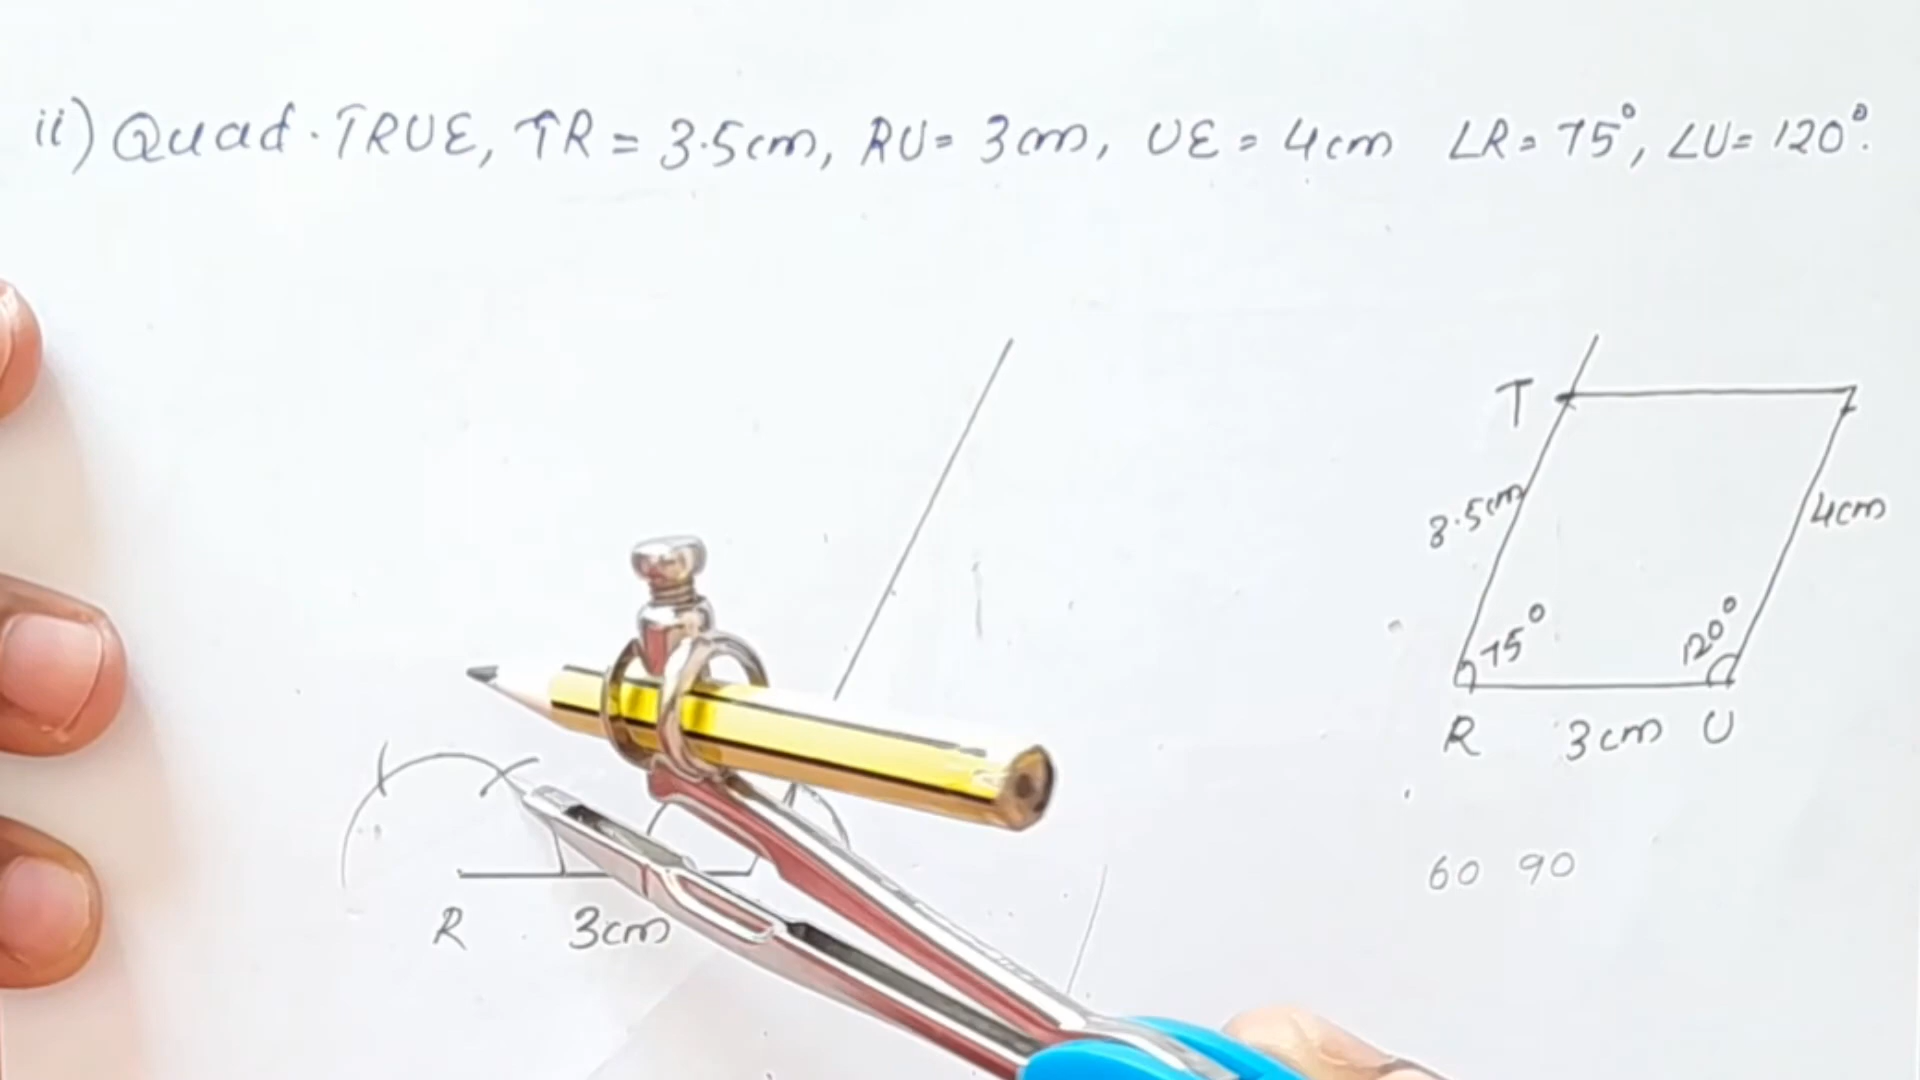 ii) Quad. TRUE, TR = 3.5cm, RU= 3cm, UE = 4cm ∠R= 75°, ∠U= 120°.
T
3.5cm
4cm
75°
120°
R 3cm U
60 90
R 3cm